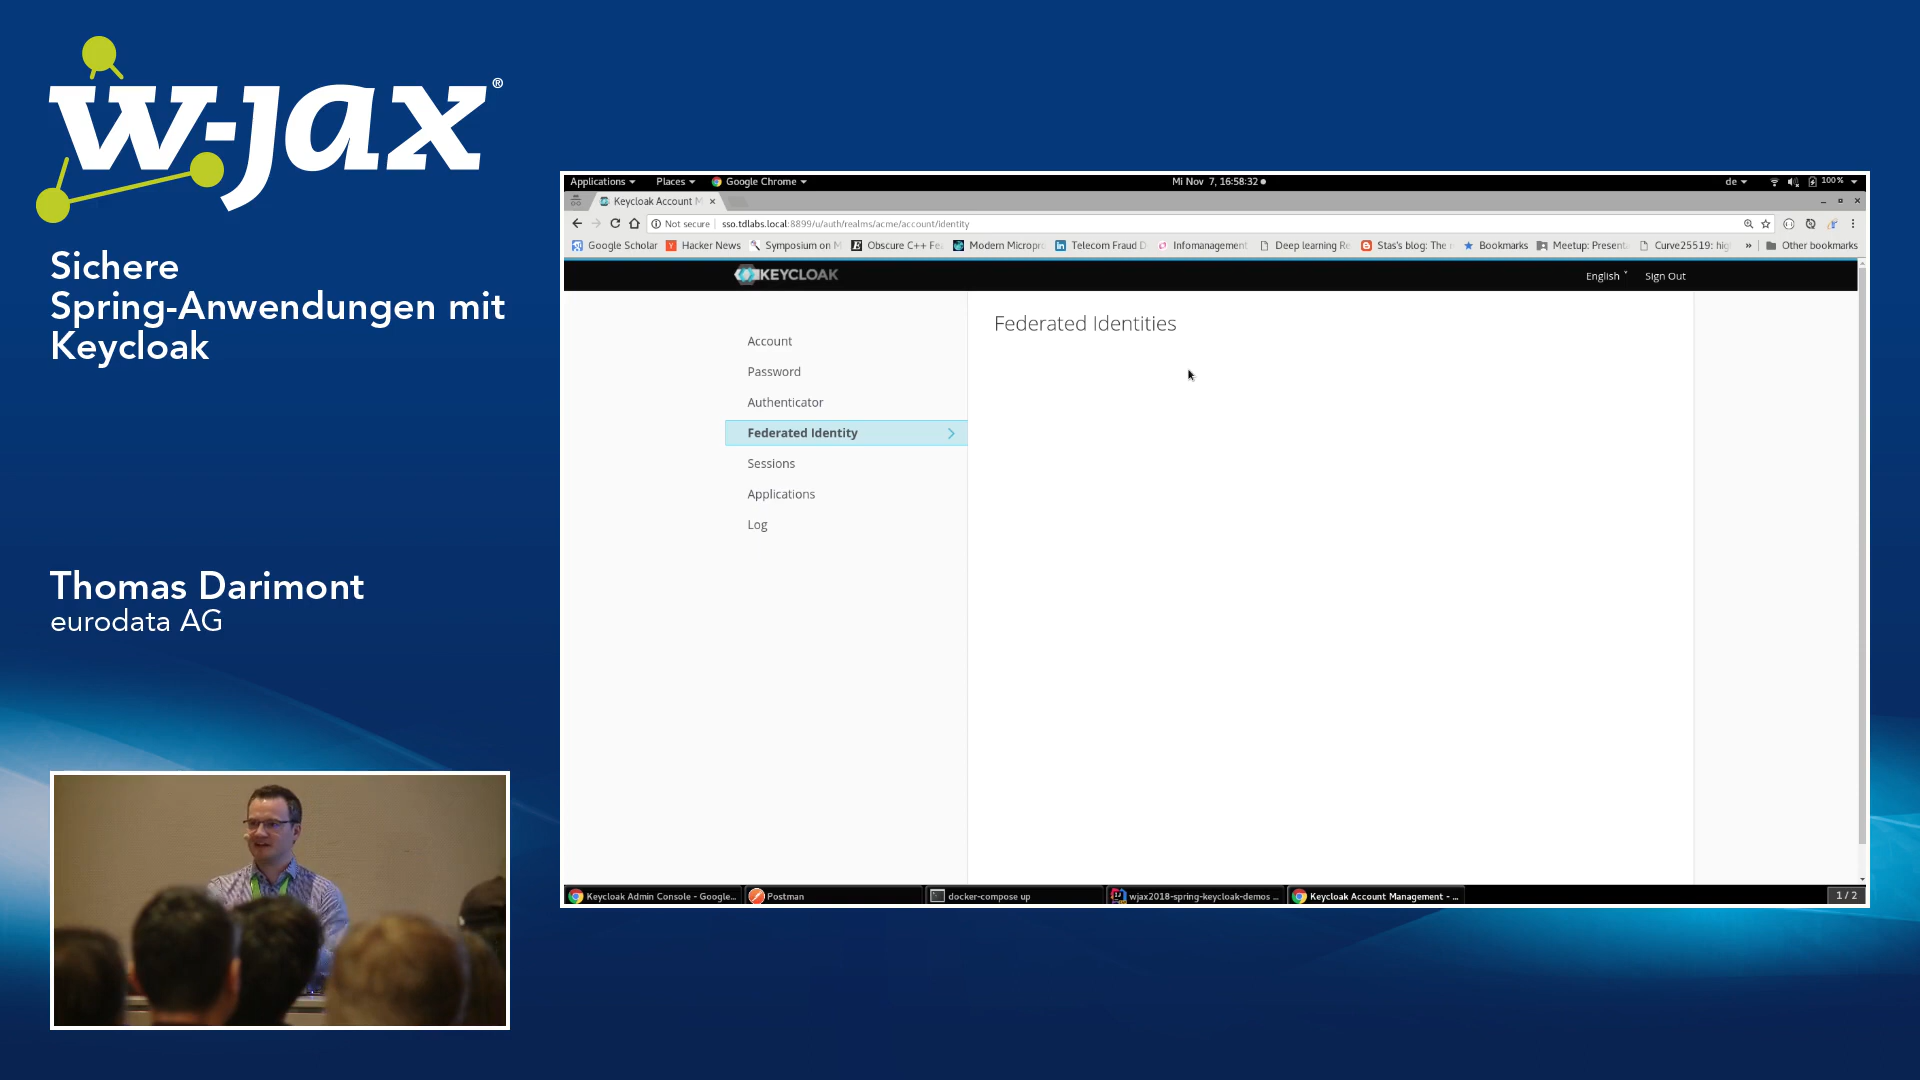 w-jax®
Sichere
Spring-Anwendungen mit
Keycloak
Thomas Darimont
eurodata AG
Applications Places Google Chrome Mi Nov 7, 16:58:32 de 100%
Keycloak Account M
Not secure sso.tdlabs.local:8899/u/auth/realms/acme/account/identity
Google Scholar Hacker News Symposium on M Obscure C++ Fe Modern Micropr Telecom Fraud D Infomanagement Deep learning Re Stas's blog: The Bookmarks Meetup: Present Curve25519: hig » Other bookmarks
KEYCLOAK English Sign Out
Federated Identities
Account
Password
Authenticator
Federated Identity
Sessions
Applications
Log
Keycloak Admin Console - Google... Postman docker-compose up wjax2018-spring-keycloak-demos ... Keycloak Account Management - ... 1 / 2